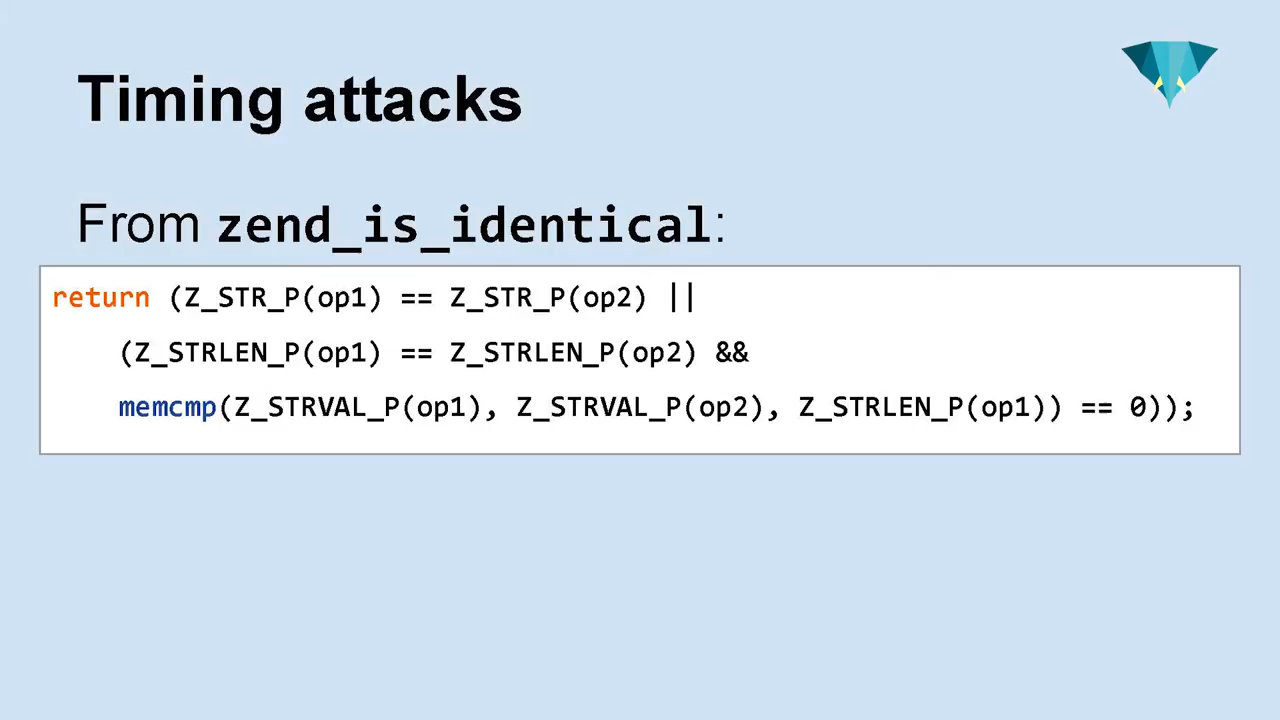 Timing attacks
From zend_is_identical:
return (Z_STR_P(op1) == Z_STR_P(op2) ||
(Z_STRLEN_P(op1) == Z_STRLEN_P(op2) &&
memcmp(Z_STRVAL_P(op1), Z_STRVAL_P(op2), Z_STRLEN_P(op1)) == 0));